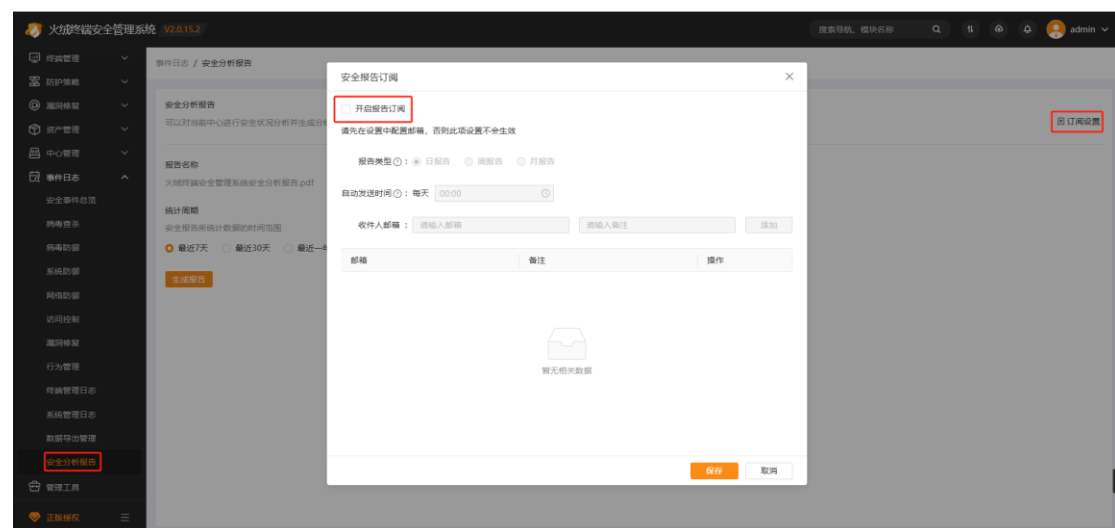 火绒终端安全管理系统 V2.0.15.2
搜索导航、模块名称
admin
终端管理
防护策略
漏洞修复
资产管理
中心管理
事件日志
安全事件总览
病毒查杀
病毒防御
系统防御
网络防御
访问控制
漏洞修复
行为管理
终端管理日志
系统管理日志
数据导出管理
安全分析报告
管理工具
正版授权
事件日志 / 安全分析报告
安全分析报告
可以对当前中心进行安全状况分析并生成分
订阅设置
报告名称
火绒终端安全管理系统安全分析报告.pdf
统计周期
安全报告所统计数据的时间范围
最近7天 最近30天 最近一年
生成报告
安全报告订阅
开启报告订阅
请先在设置中配置邮箱，否则此项设置不会生效
报告类型 : 日报告 周报告 月报告
自动发送时间 : 每天 00:00
收件人邮箱 : 请输入邮箱 请输入备注 添加
邮箱 备注 操作
暂无相关数据
保存 取消